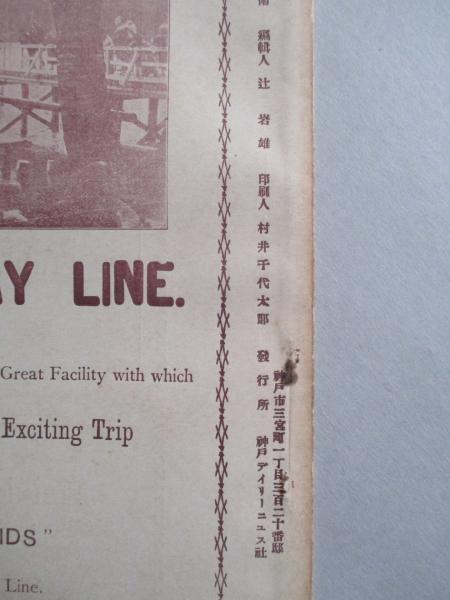 AY LINE.
Great Facility with which
Exciting Trip
NDS"
Line.
編輯人 辻岩雄 印刷人 村井千代太郎 發行所 神戸デイリーニュース社
神戸市三宮町一丁目三百二十番邸